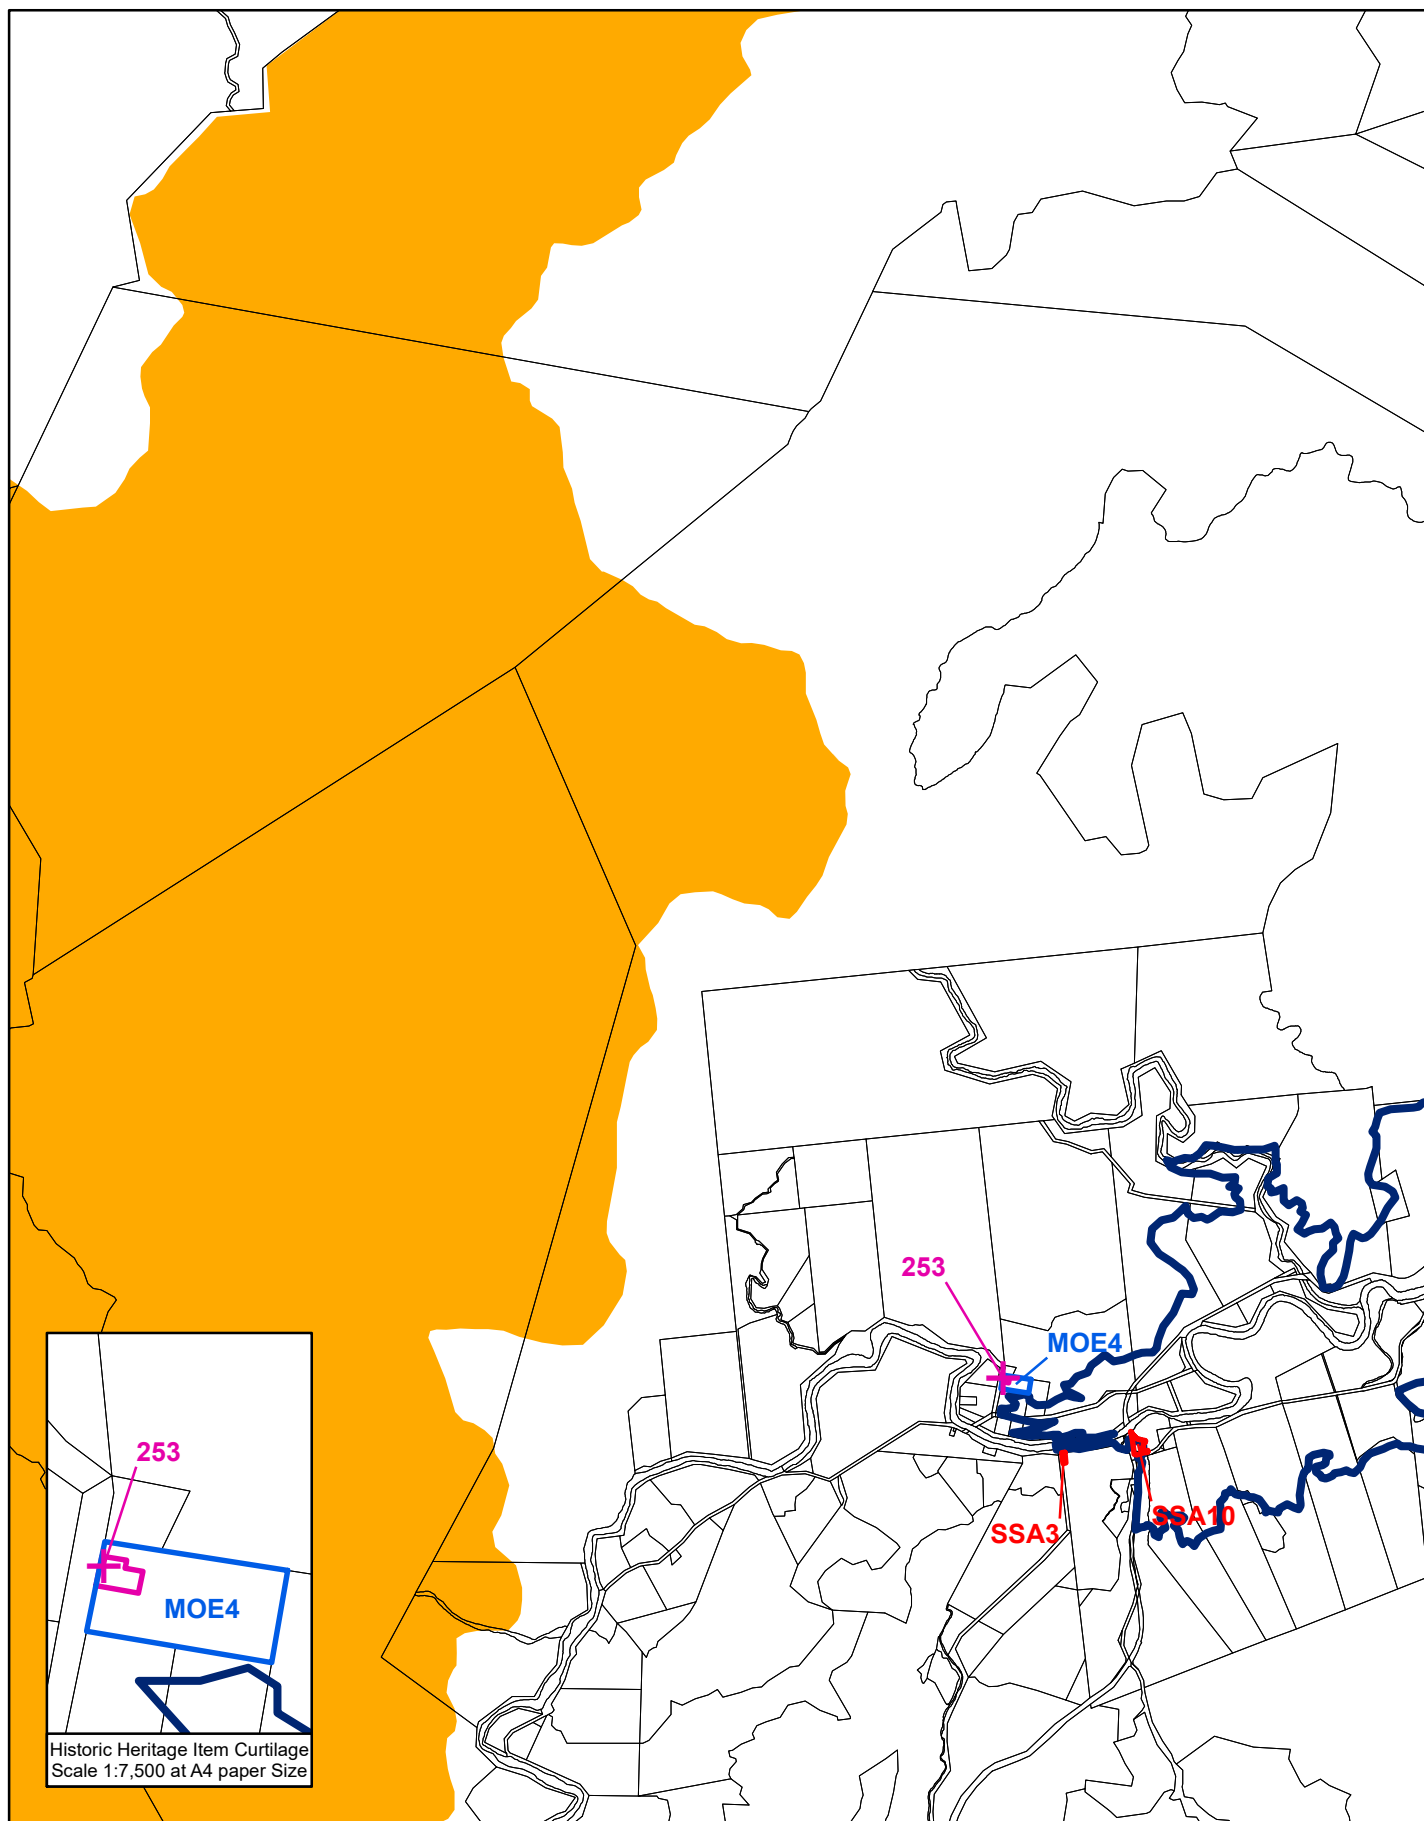 253
MOE4
SSA10
SSA3
253
MOE4
Historic Heritage Item Curtilage
Scale 1:7,500 at A4 paper Size